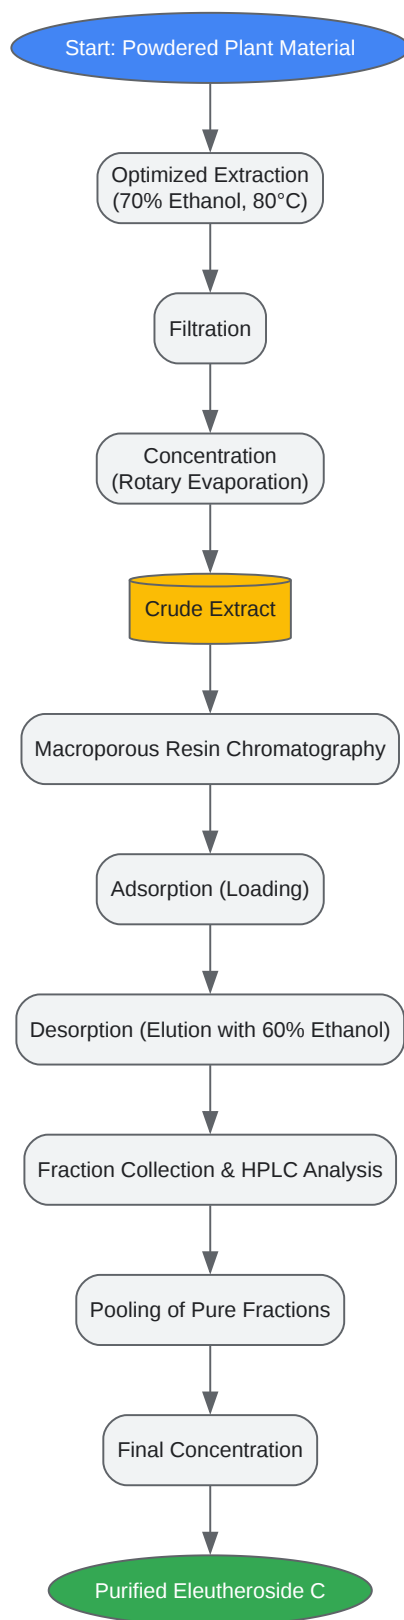 Start: Powdered Plant Material
Optimized Extraction
(70% Ethanol, 80°C)
Filtration
Concentration
(Rotary Evaporation)
Crude Extract
Macroporous Resin Chromatography
Adsorption (Loading)
Desorption (Elution with 60% Ethanol)
Fraction Collection & HPLC Analysis
Pooling of Pure Fractions
Final Concentration
Purified Eleutheroside C